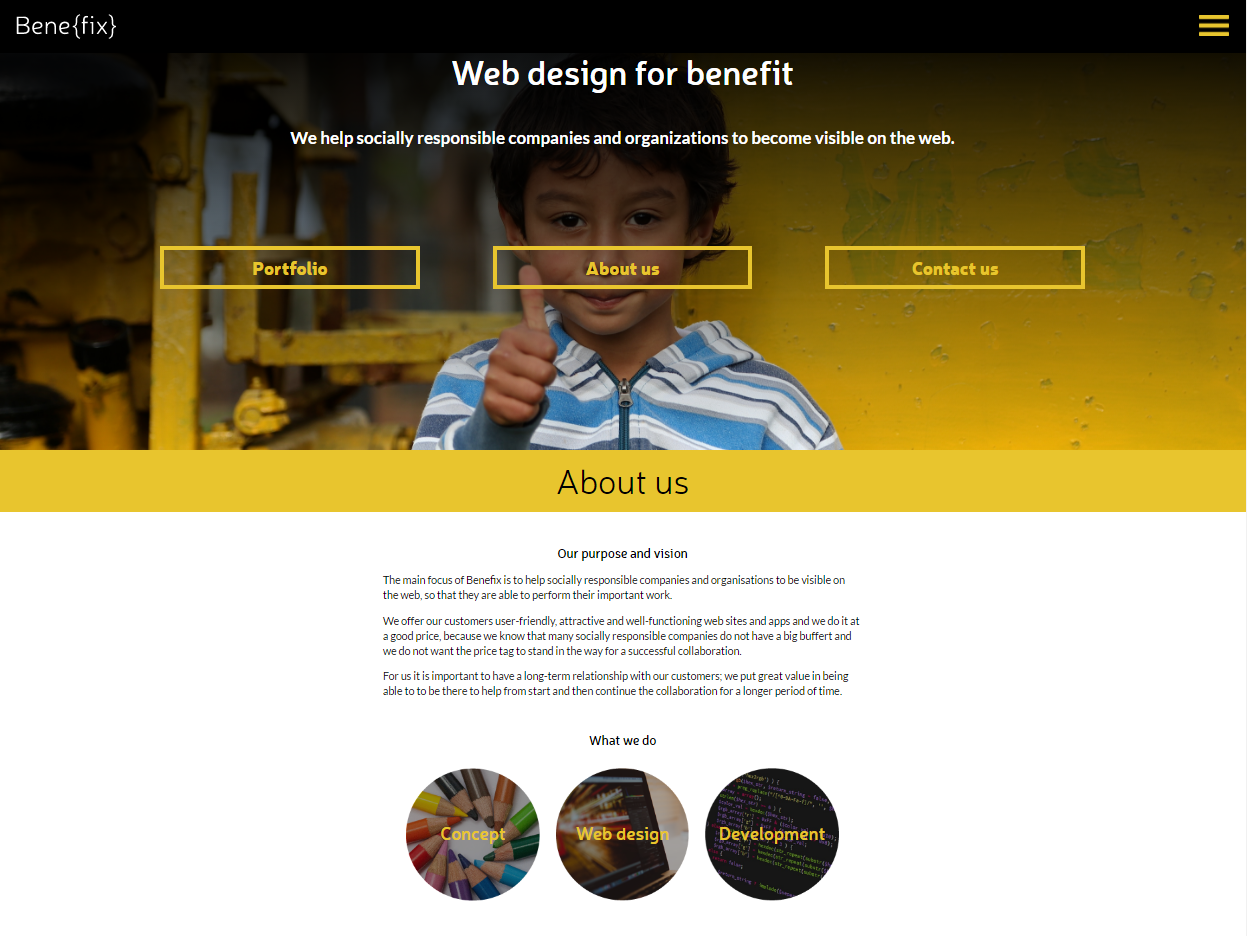 Bene{fix}
Web design for benefit
We help socially responsible companies and organizations to become visible on the web.
Portfolio
About us
Contact us
About us
Our purpose and vision
The main focus of Benefix is to help socially responsible companies and organisations to be visible on
the web, so that they are able to perform their important work.
We offer our customers user-friendly, attractive and well-functioning web sites and apps and we do it at
a good price, because we know that many socially responsible companies do not have a big buffert and
we do not want the price tag to stand in the way for a successful collaboration.
For us it is important to have a long-term relationship with our customers; we put great value in being
able to to be there to help from start and then continue the collaboration for a longer period of time.
What we do
Concept
Web design
Development